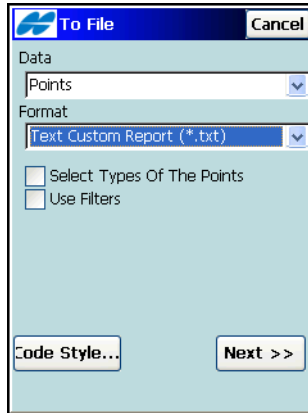 To File
Cancel
Data
Points
Format
Text Custom Report (*.txt)
Select Types Of The Points
Use Filters
Code Style...
Next >>